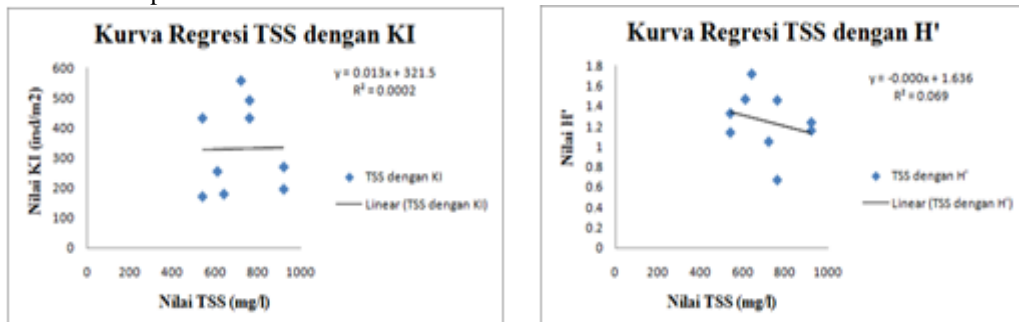 Kurva Regresi TSS dengan KI
y = 0.013x + 321.5
R² = 0.0002
Nilai KI (ind/m2)
600
500
400
300
200
100
0
0 200 400 600 800 1000
Nilai TSS (mg/l)
TSS dengan KI
Linear (TSS dengan KI)
Kurva Regresi TSS dengan H'
y = -0.000x + 1.636
R² = 0.069
Nilai H'
1.8
1.6
1.4
1.2
1
0.8
0.6
0.4
0.2
0
0 200 400 600 800 1000
Nilai TSS (mg/l)
TSS dengan H'
Linear (TSS dengan H')